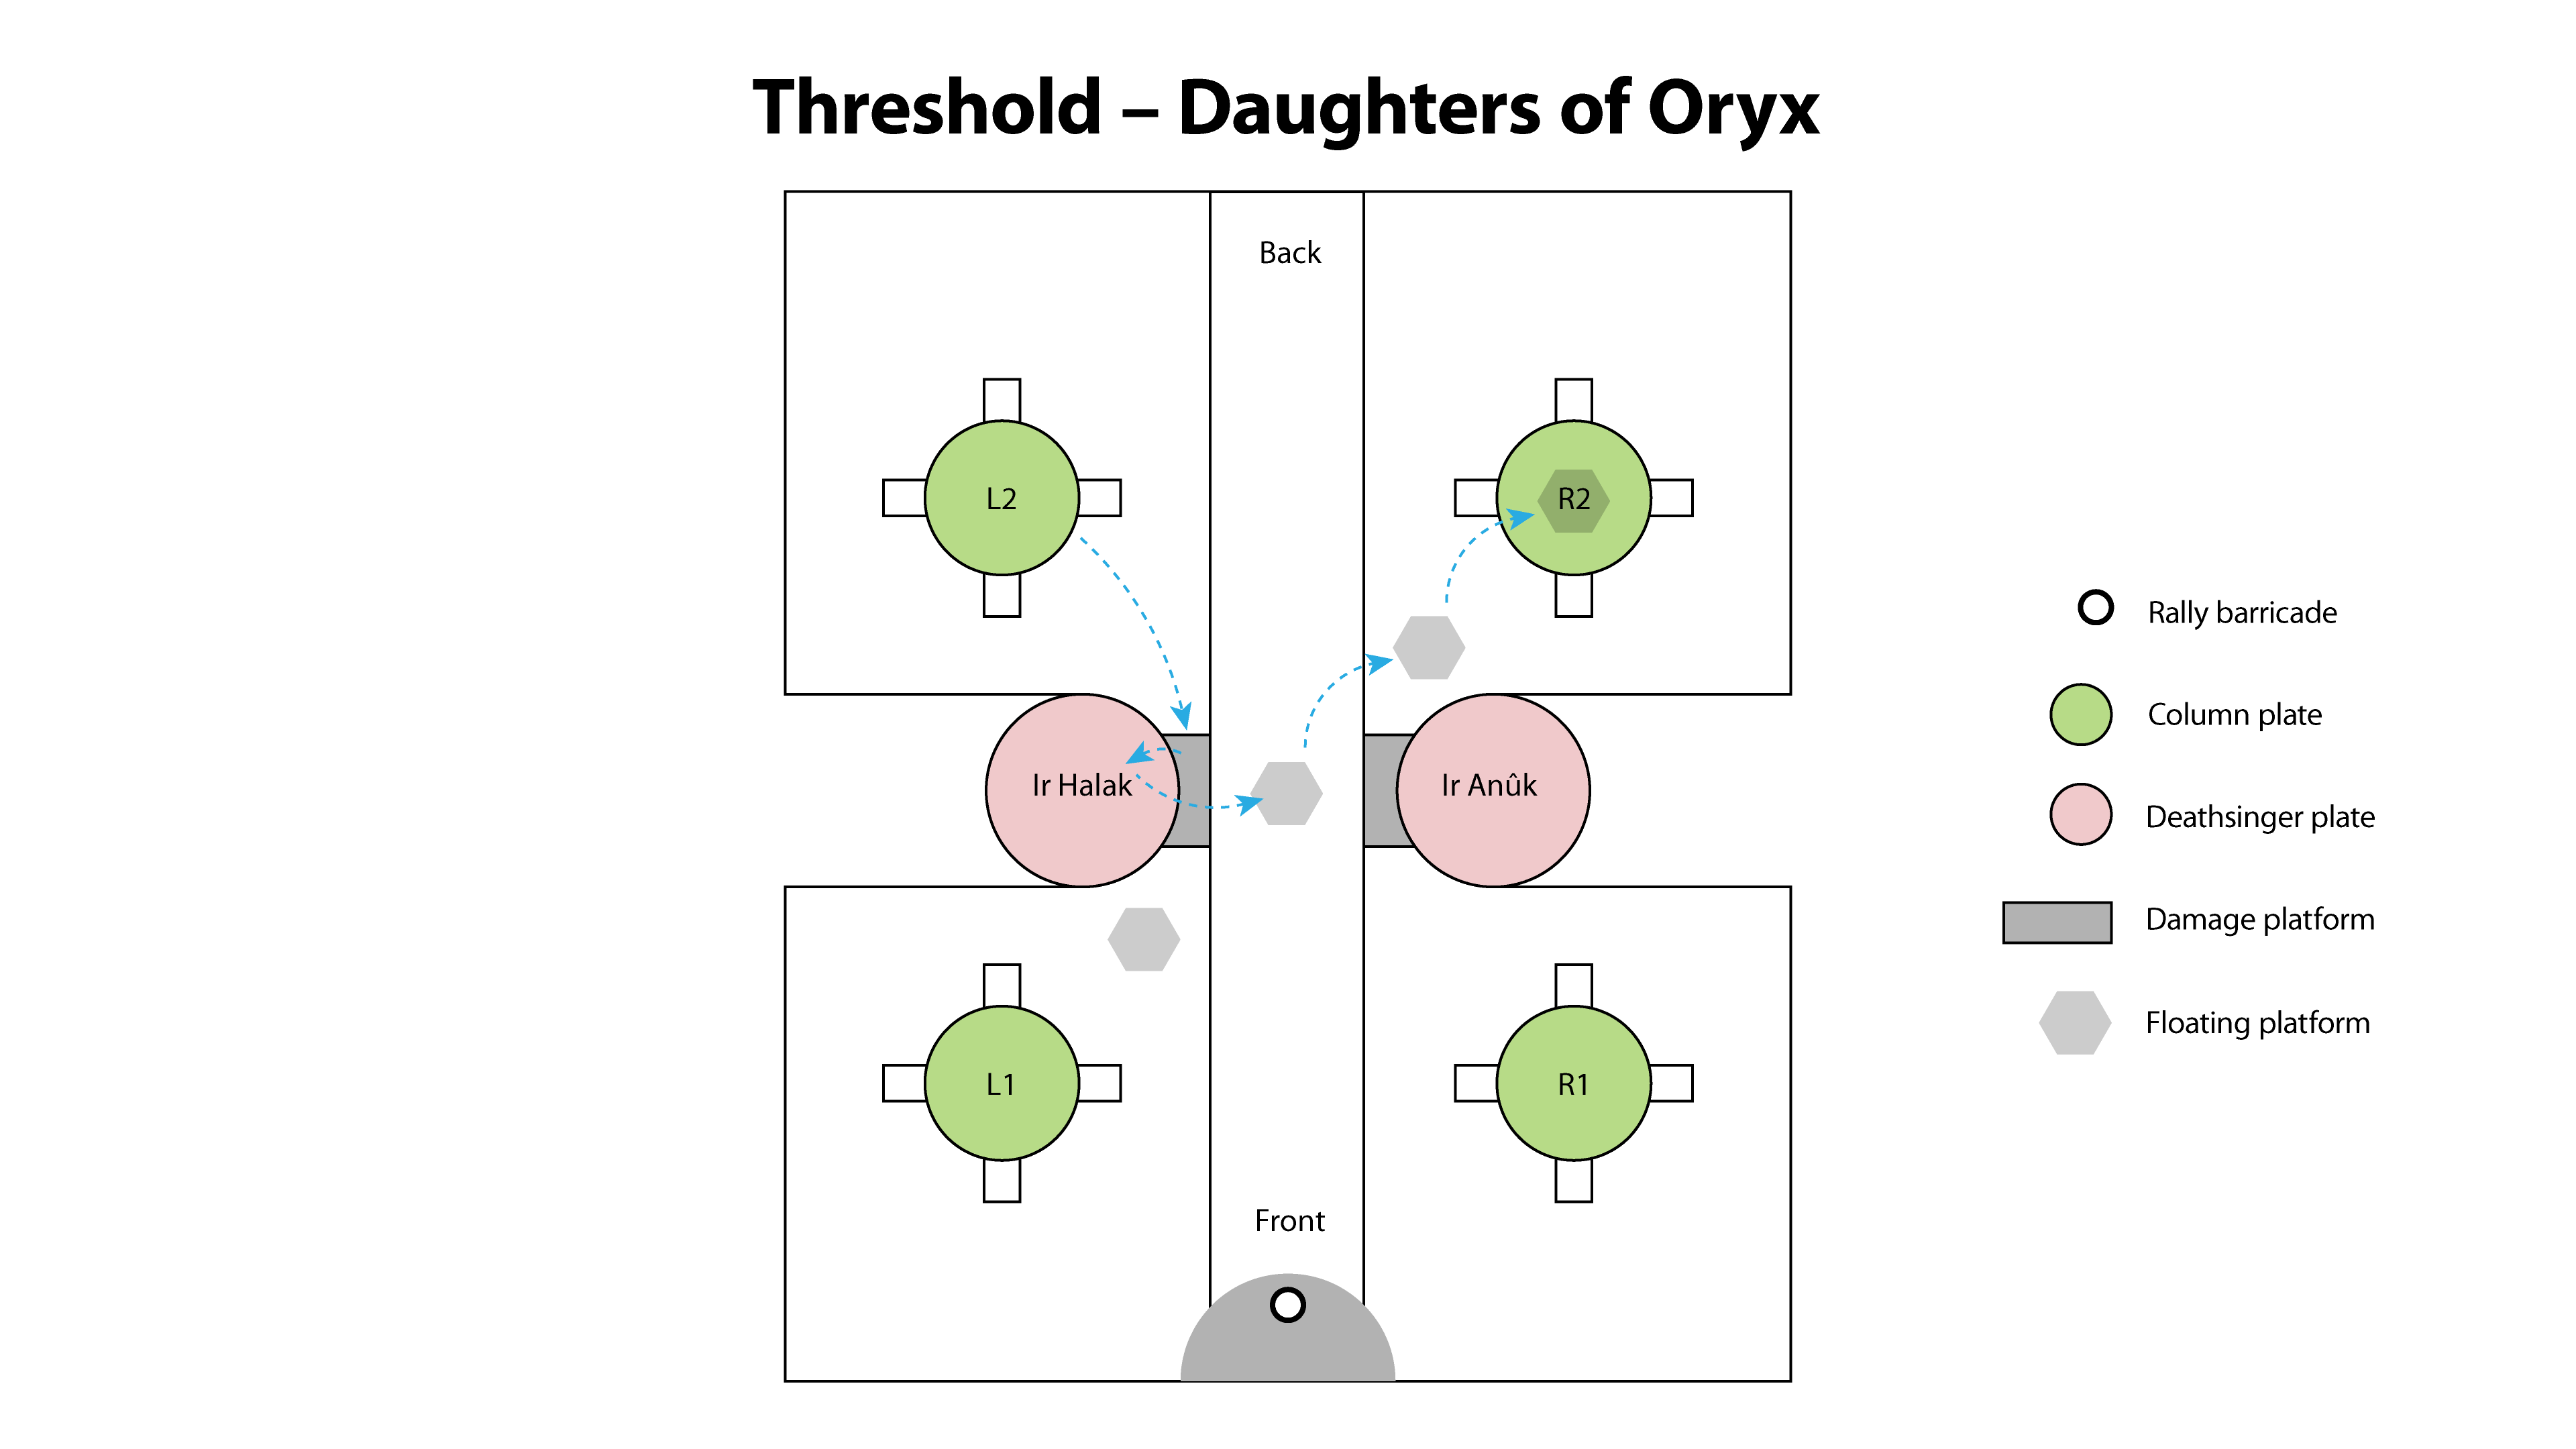 Threshold – Daughters of Oryx
Back
L2
R2
Ir Halak
Ir Anûk
L1
R1
Front
Rally barricade
Column plate
Deathsinger plate
Damage platform
Floating platform